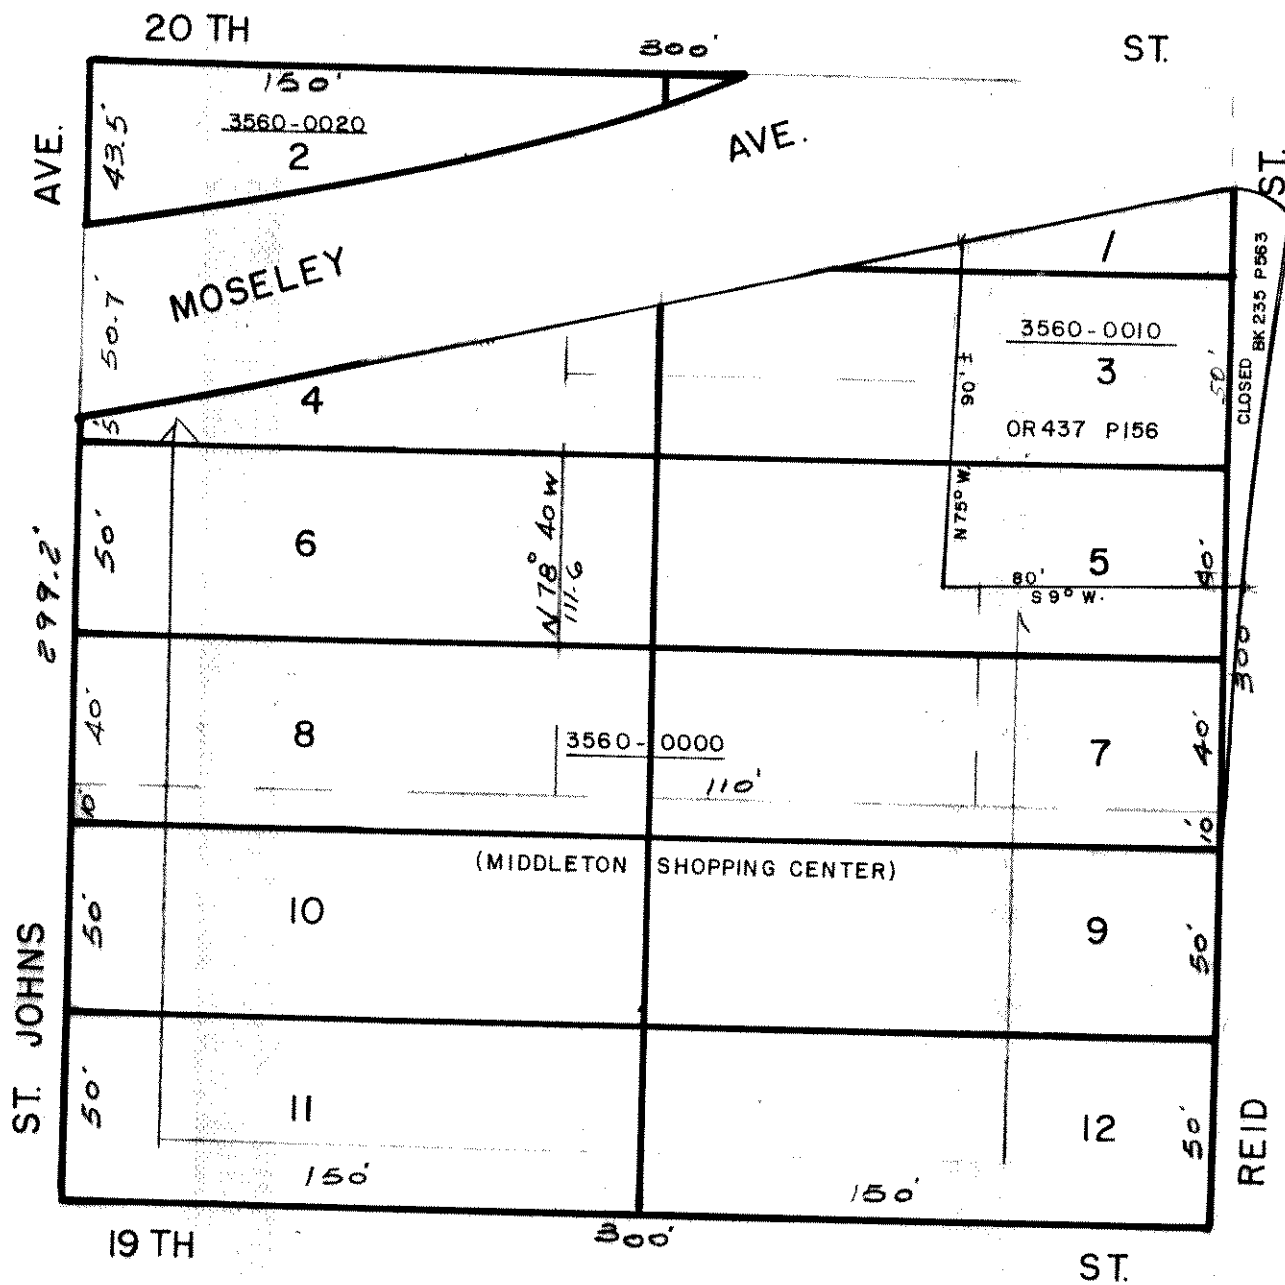 20 TH
300'
ST.
150'
3560-0020
2
43.5'
AVE.
AVE.
ST.
MOSELEY
50.7'
1
CLOSED BK 235 P563
3560-0010
3
50'
90' ±
OR 437 P156
4
5'
N 75° W.
6
50'
N 78° 40 W
111.6
5
40'
80'
S 9° W.
299.2'
300
8
40'
3560-0000
7
40'
110'
10'
10'
(MIDDLETON SHOPPING CENTER)
10
50'
9
50'
ST. JOHNS
11
50'
12
50'
REID
150'
150'
19 TH
300'
ST.